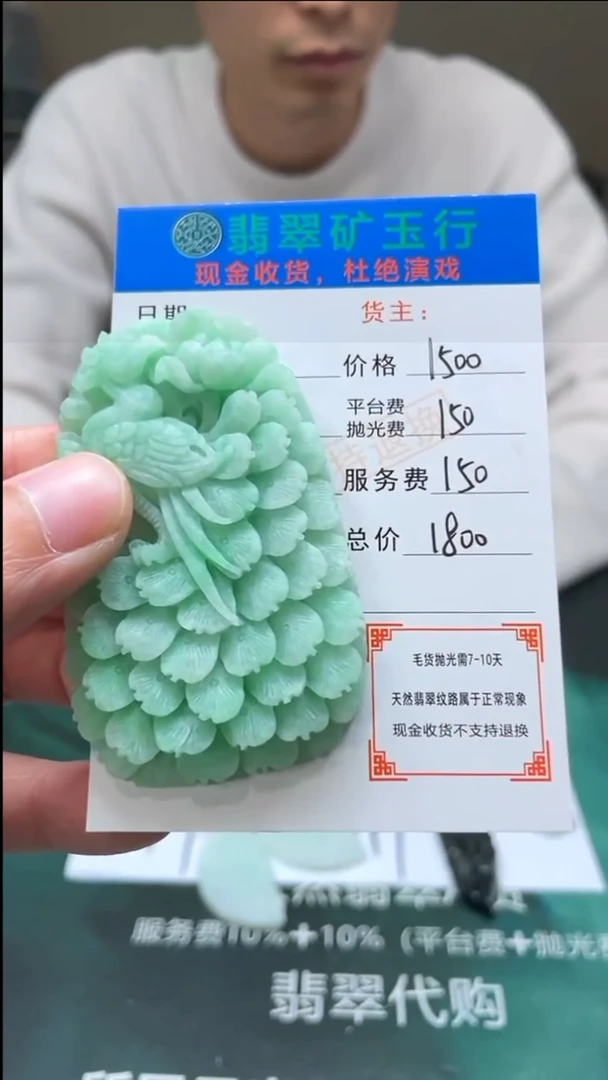 翡翠矿玉行
现金收货，杜绝演戏
日期
货主：
价格 1500
平台费
抛光费 150
服务费 150
总价 1800
持退换
毛货抛光需7-10天
天然翡翠纹路属于正常现象
现金收货不支持退换
服务费10%+10%（平台费+抛光费
翡翠代购